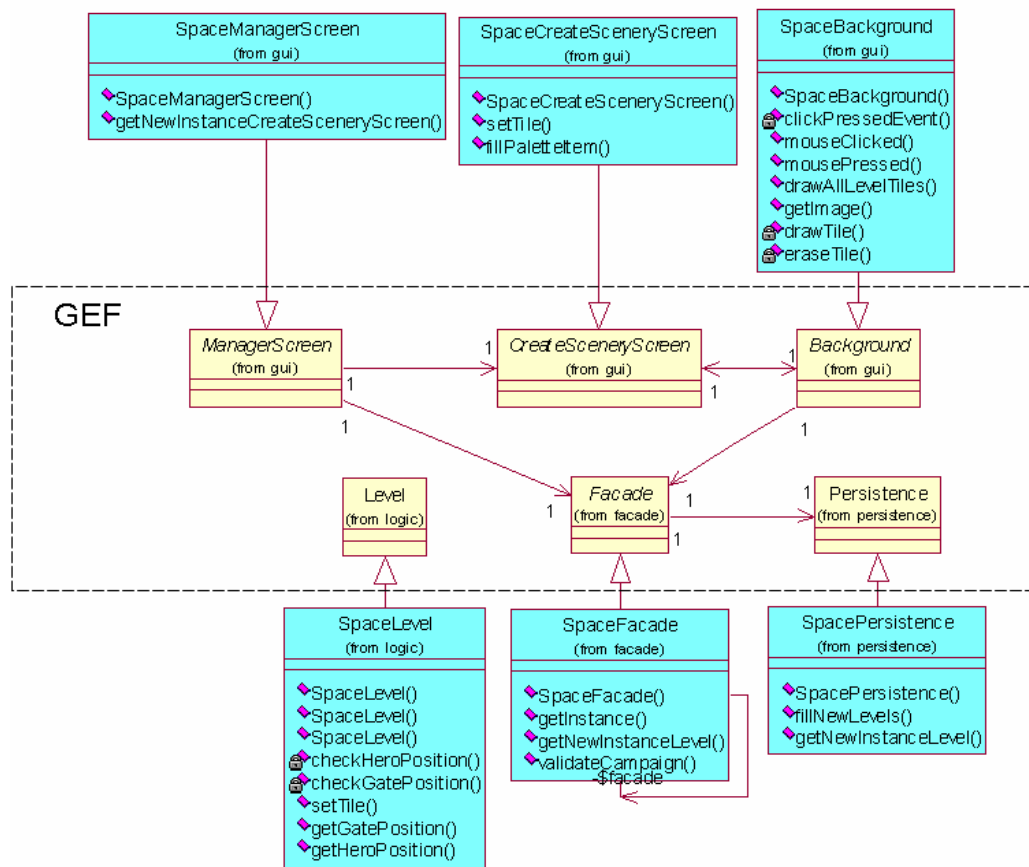 SpaceManagerScreen
(from gui)
SpaceManagerScreen()
getNewInstanceCreateSceneryScreen()
SpaceCreateSceneryScreen
(from gui)
SpaceCreateSceneryScreen()
setTile()
fillPaletteItem()
SpaceBackground
(from gui)
SpaceBackground()
clickPressedEvent()
mouseClicked()
mousePressed()
drawAllLevelTiles()
getImage()
drawTile()
eraseTile()
GEF
ManagerScreen
(from gui)
1
1
1
CreateSceneryScreen
(from gui)
1
1
Background
(from gui)
1
Level
(from logic)
Facade
(from facade)
1
1
1
1
Persistence
(from persistence)
SpaceLevel
(from logic)
SpaceLevel()
SpaceLevel()
SpaceLevel()
checkHeroPosition()
checkGatePosition()
setTile()
getGatePosition()
getHeroPosition()
SpaceFacade
(from facade)
SpaceFacade()
getInstance()
getNewInstanceLevel()
validateCampaign()
-$facade
SpacePersistence
(from persistence)
SpacePersistence()
fillNewLevels()
getNewInstanceLevel()